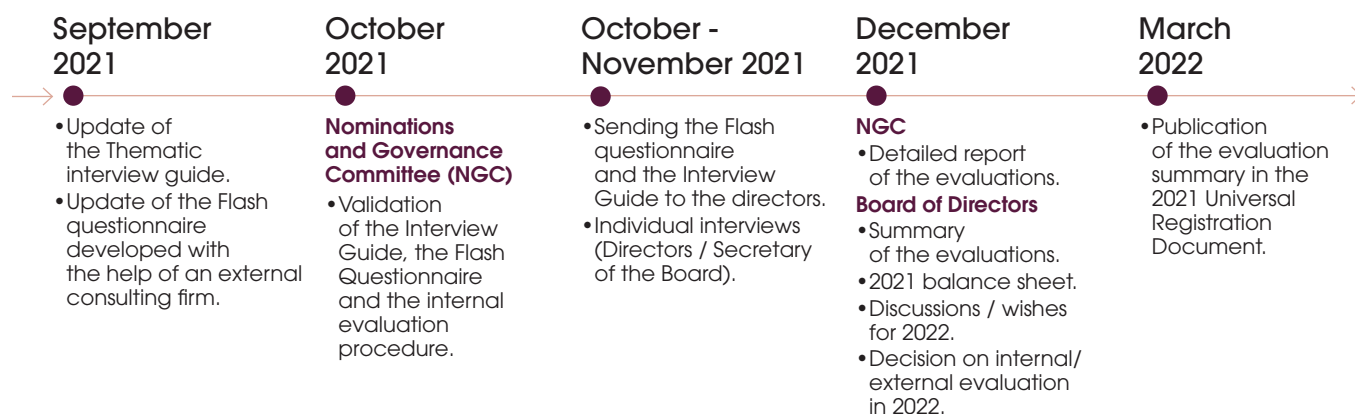 September
2021
•Update of
the Thematic
interview guide.
•Update of the Flash
questionnaire
developed with
the help of an external
consulting firm.
October
2021
Nominations
and Governance
Committee (NGC)
•Validation
of the Interview
Guide, the Flash
Questionnaire
and the internal
evaluation
procedure.
October -
November 2021
•Sending the Flash
questionnaire
and the Interview
Guide to the directors.
•Individual interviews
(Directors / Secretary
of the Board).
December
2021
NGC
•Detailed report
of the evaluations.
Board of Directors
•Summary
of the evaluations.
•2021 balance sheet.
•Discussions / wishes
for 2022.
•Decision on internal/
external evaluation
in 2022.
March
2022
•Publication
of the evaluation
summary in the
2021 Universal
Registration
Document.